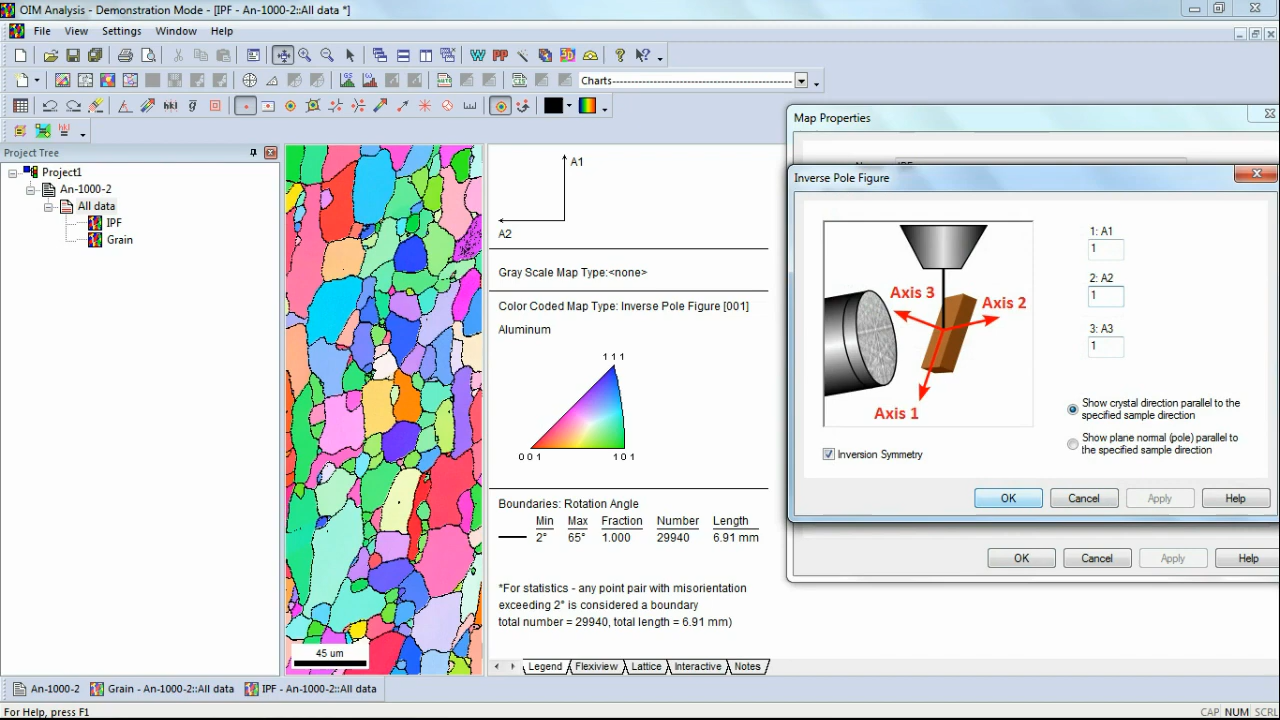 OIM Analysis - Demonstration Mode - [IPF - An-1000-2::All data *]
File View Settings Window Help
Charts
Project Tree
Project1
An-1000-2
All data
IPF
Grain
45 um
A1
A2
Gray Scale Map Type:<none>
Color Coded Map Type: Inverse Pole Figure [001]
Aluminum
1 1 1
0 0 1
1 0 1
Boundaries: Rotation Angle
Min Max Fraction Number Length
2° 65° 1.000 29940 6.91 mm
*For statistics - any point pair with misorientation
exceeding 2° is considered a boundary
total number = 29940, total length = 6.91 mm)
Legend Flexiview Lattice Interactive Notes
Map Properties
Inverse Pole Figure
Axis 3
Axis 2
Axis 1
1: A1
1
2: A2
1
3: A3
1
Show crystal direction parallel to the
specified sample direction
Show plane normal (pole) parallel to
the specified sample direction
Inversion Symmetry
OK Cancel Apply Help
OK Cancel Apply Help
An-1000-2 Grain - An-1000-2::All data IPF - An-1000-2::All data
For Help, press F1
CAP NUM SCRL